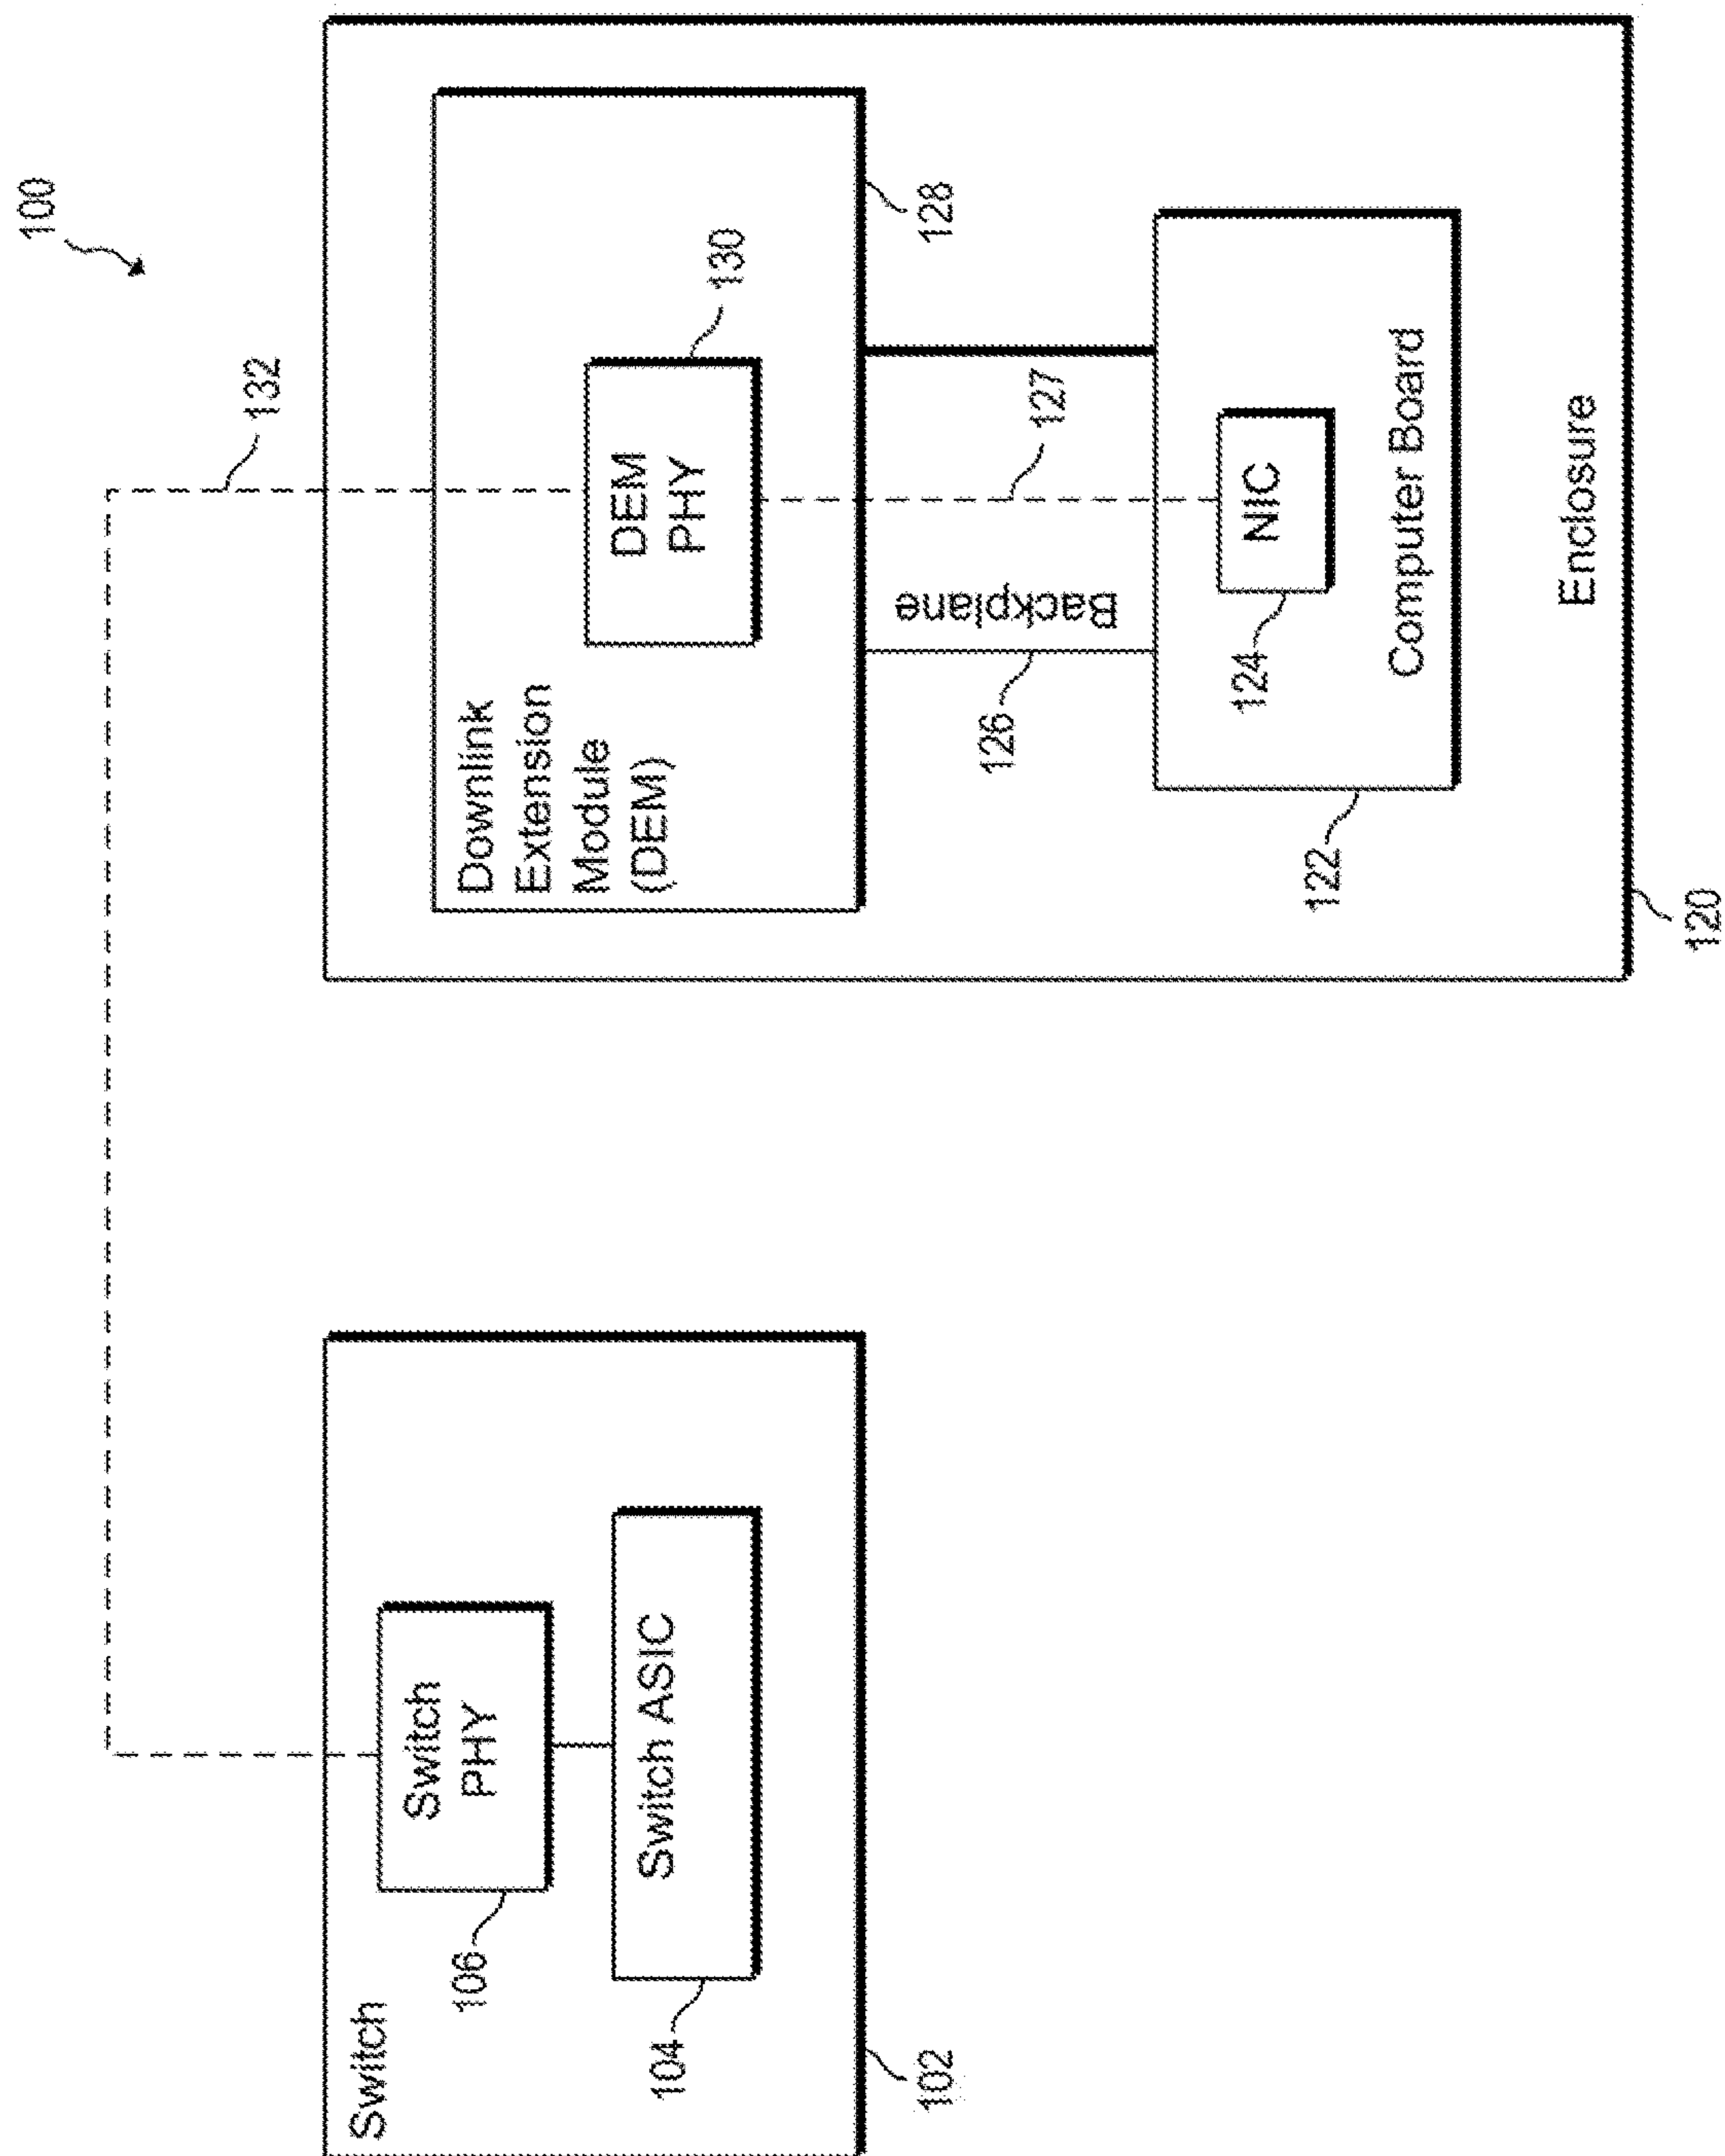 100
132
Switch
Switch
PHY
106
Switch ASIC
104
102
Downlink
Extension
Module
(DEM)
DEM
PHY
130
128
Backplane
126
127
NIC
124
Computer Board
122
Enclosure
120